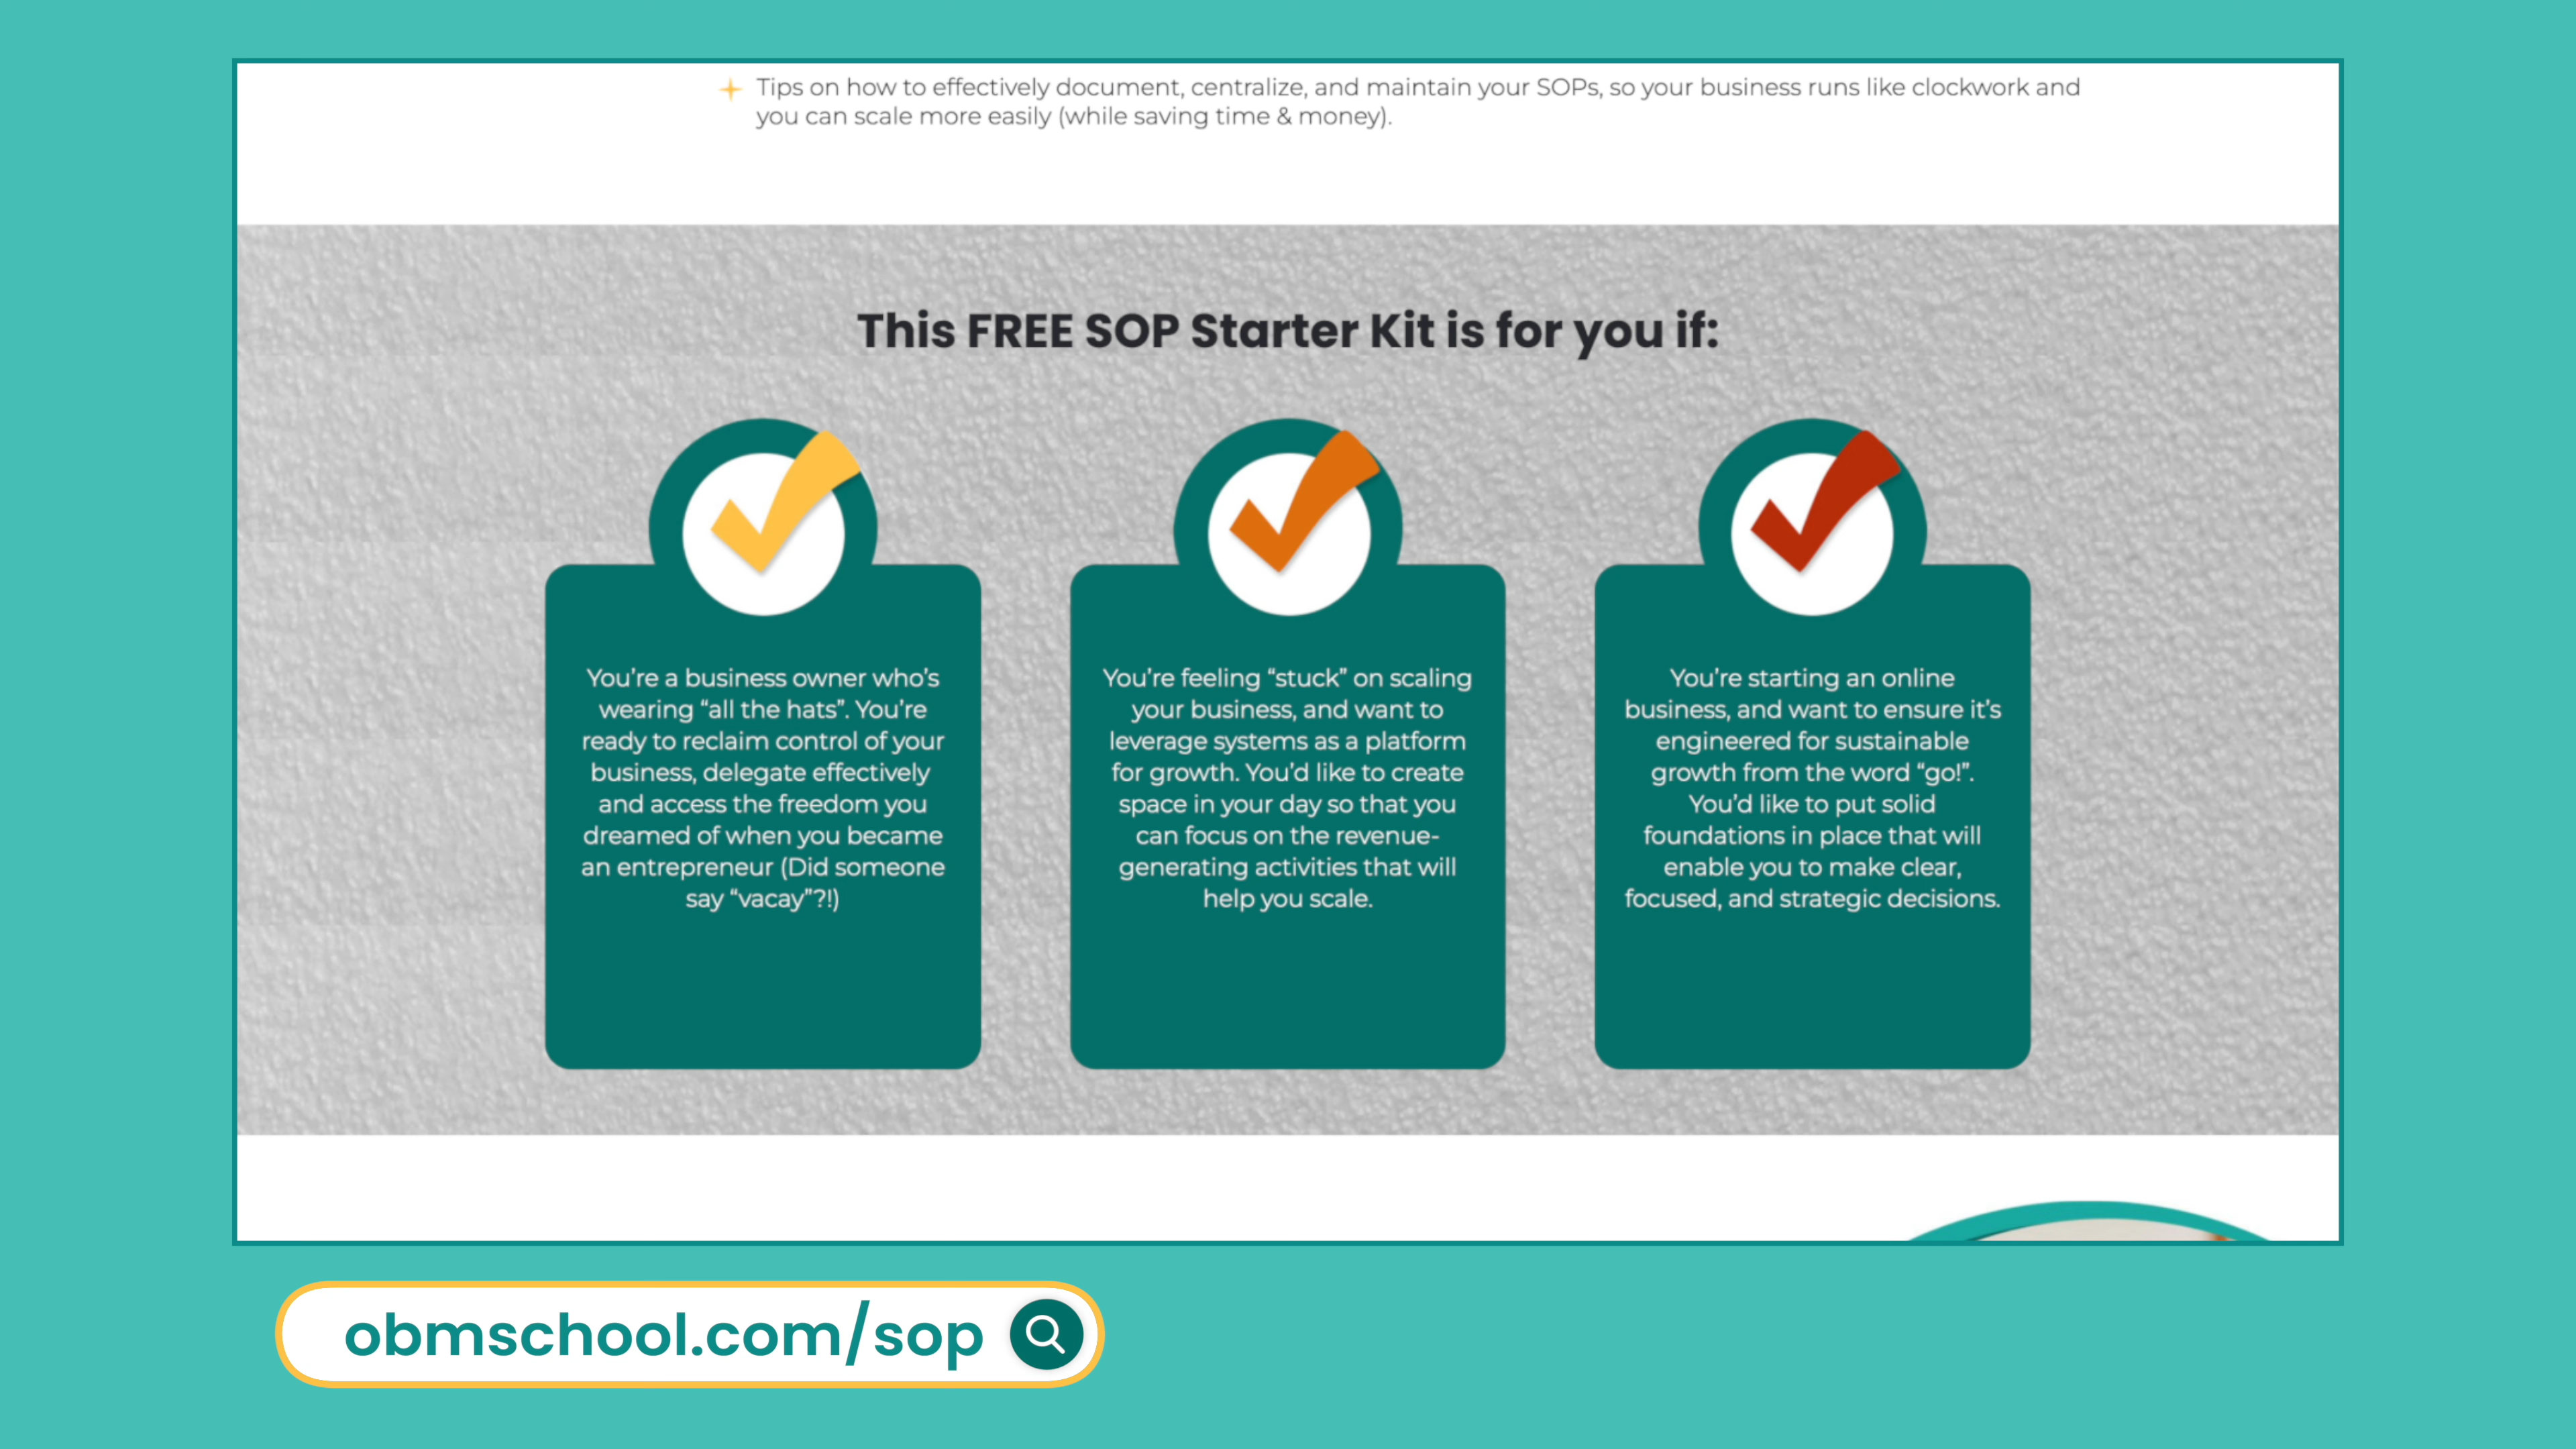 Tips on how to effectively document, centralize, and maintain your SOPs, so your business runs like clockwork and
you can scale more easily (while saving time & money).
This FREE SOP Starter Kit is for you if:
You're a business owner who's
wearing “all the hats”. You're
ready to reclaim control of your
business, delegate effectively
and access the freedom you
dreamed of when you became
an entrepreneur (Did someone
say “vacay”?!)
You're feeling “stuck” on scaling
your business, and want to
leverage systems as a platform
for growth. You'd like to create
space in your day so that you
can focus on the revenue-
generating activities that will
help you scale.
You're starting an online
business, and want to ensure it's
engineered for sustainable
growth from the word “go!”.
You'd like to put solid
foundations in place that will
enable you to make clear,
focused, and strategic decisions.
obmschool.com/sop